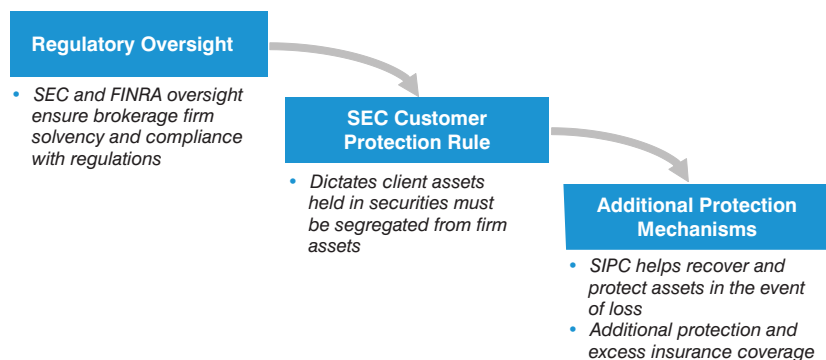 Regulatory Oversight
• SEC and FINRA oversight
ensure brokerage firm
solvency and compliance
with regulations
SEC Customer
Protection Rule
• Dictates client assets
held in securities must
be segregated from firm
assets
Additional Protection
Mechanisms
• SIPC helps recover and
protect assets in the event
of loss
• Additional protection and
excess insurance coverage